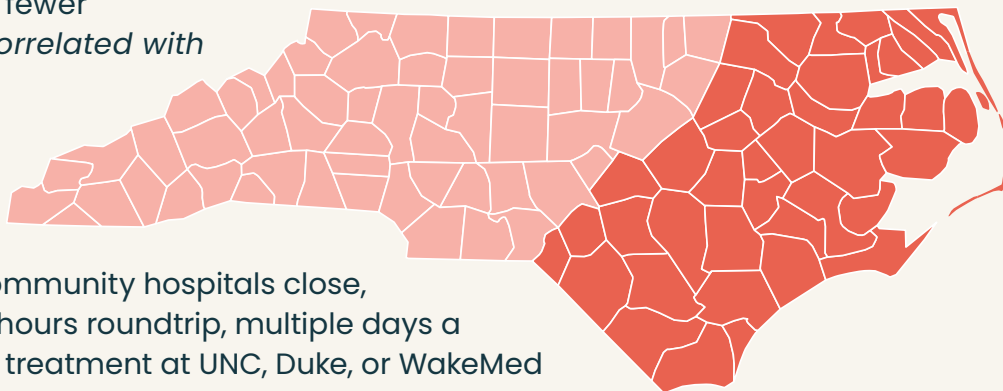 fewer
orrelated with
ommunity hospitals close,
hours roundtrip, multiple days a
treatment at UNC, Duke, or WakeMed